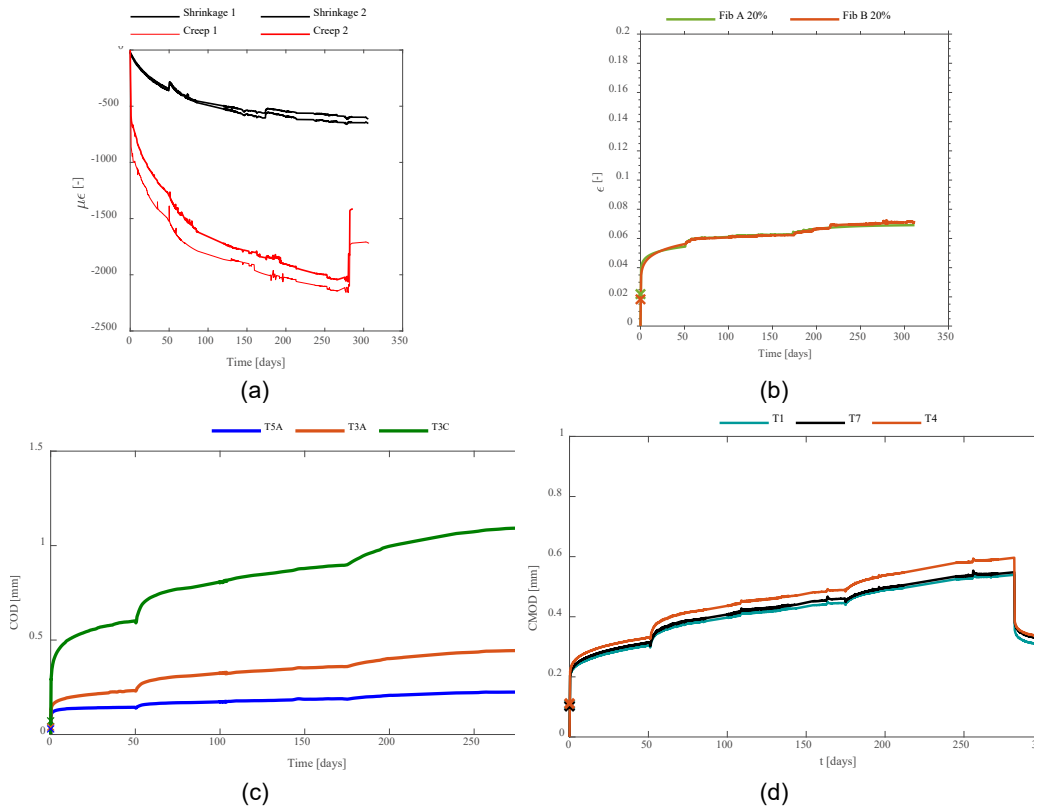 Shrinkage 1 Shrinkage 2
Creep 1 Creep 2
0
-500
-1000
-1500
-2000
-2500
με [-]
0 50 100 150 200 250 300 350
Time [days]
(a)
Fib A 20% Fib B 20%
0.2
0.18
0.16
0.14
0.12
0.1
0.08
0.06
0.04
0.02
0
ϵ [-]
0 50 100 150 200 250 300 350
Time [days]
(b)
T5A T3A T3C
1.5
1
0.5
0
COD [mm]
0 50 100 150 200 250
Time [days]
(c)
T1 T7 T4
1
0.8
0.6
0.4
0.2
0
CMOD [mm]
0 50 100 150 200 250
t [days]
(d)